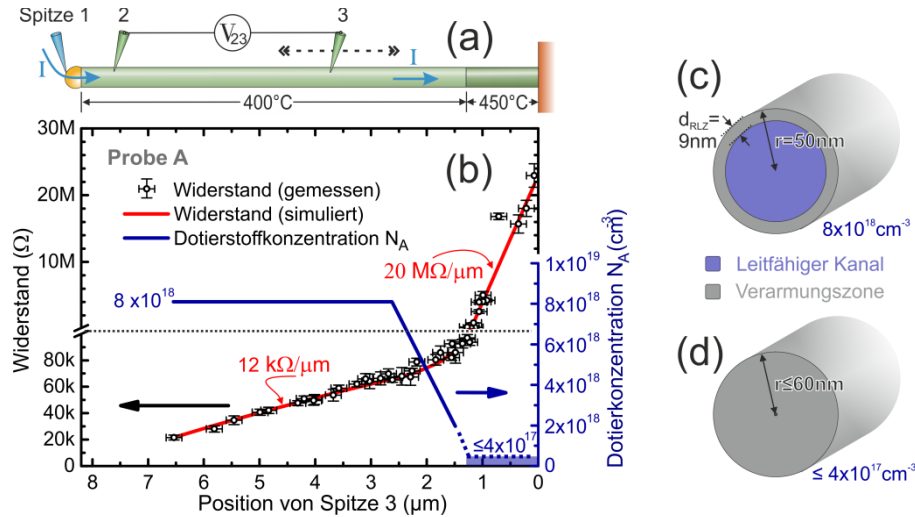 Spitze 1
2
V23
3
(a)
I
I
400°C
450°C
30M
20M
10M
80k
60k
40k
20k
0
Widerstand (Ω)
Probe A
(b)
Widerstand (gemessen)
Widerstand (simuliert)
Dotierstoffkonzentration NA
20 MΩ/µm
8 x10^18
12 kΩ/µm
≤4x10^17
1x10^19
8x10^18
6x10^18
4x10^18
2x10^18
0
Dotierkonzentration NA(cm^-3)
8
7
6
5
4
3
2
1
0
Position von Spitze 3 (µm)
(c)
dRLZ=
9nm
r=50nm
8x10^18cm^-3
Leitfähiger Kanal
Verarmungszone
(d)
r≤60nm
≤ 4x10^17cm^-3